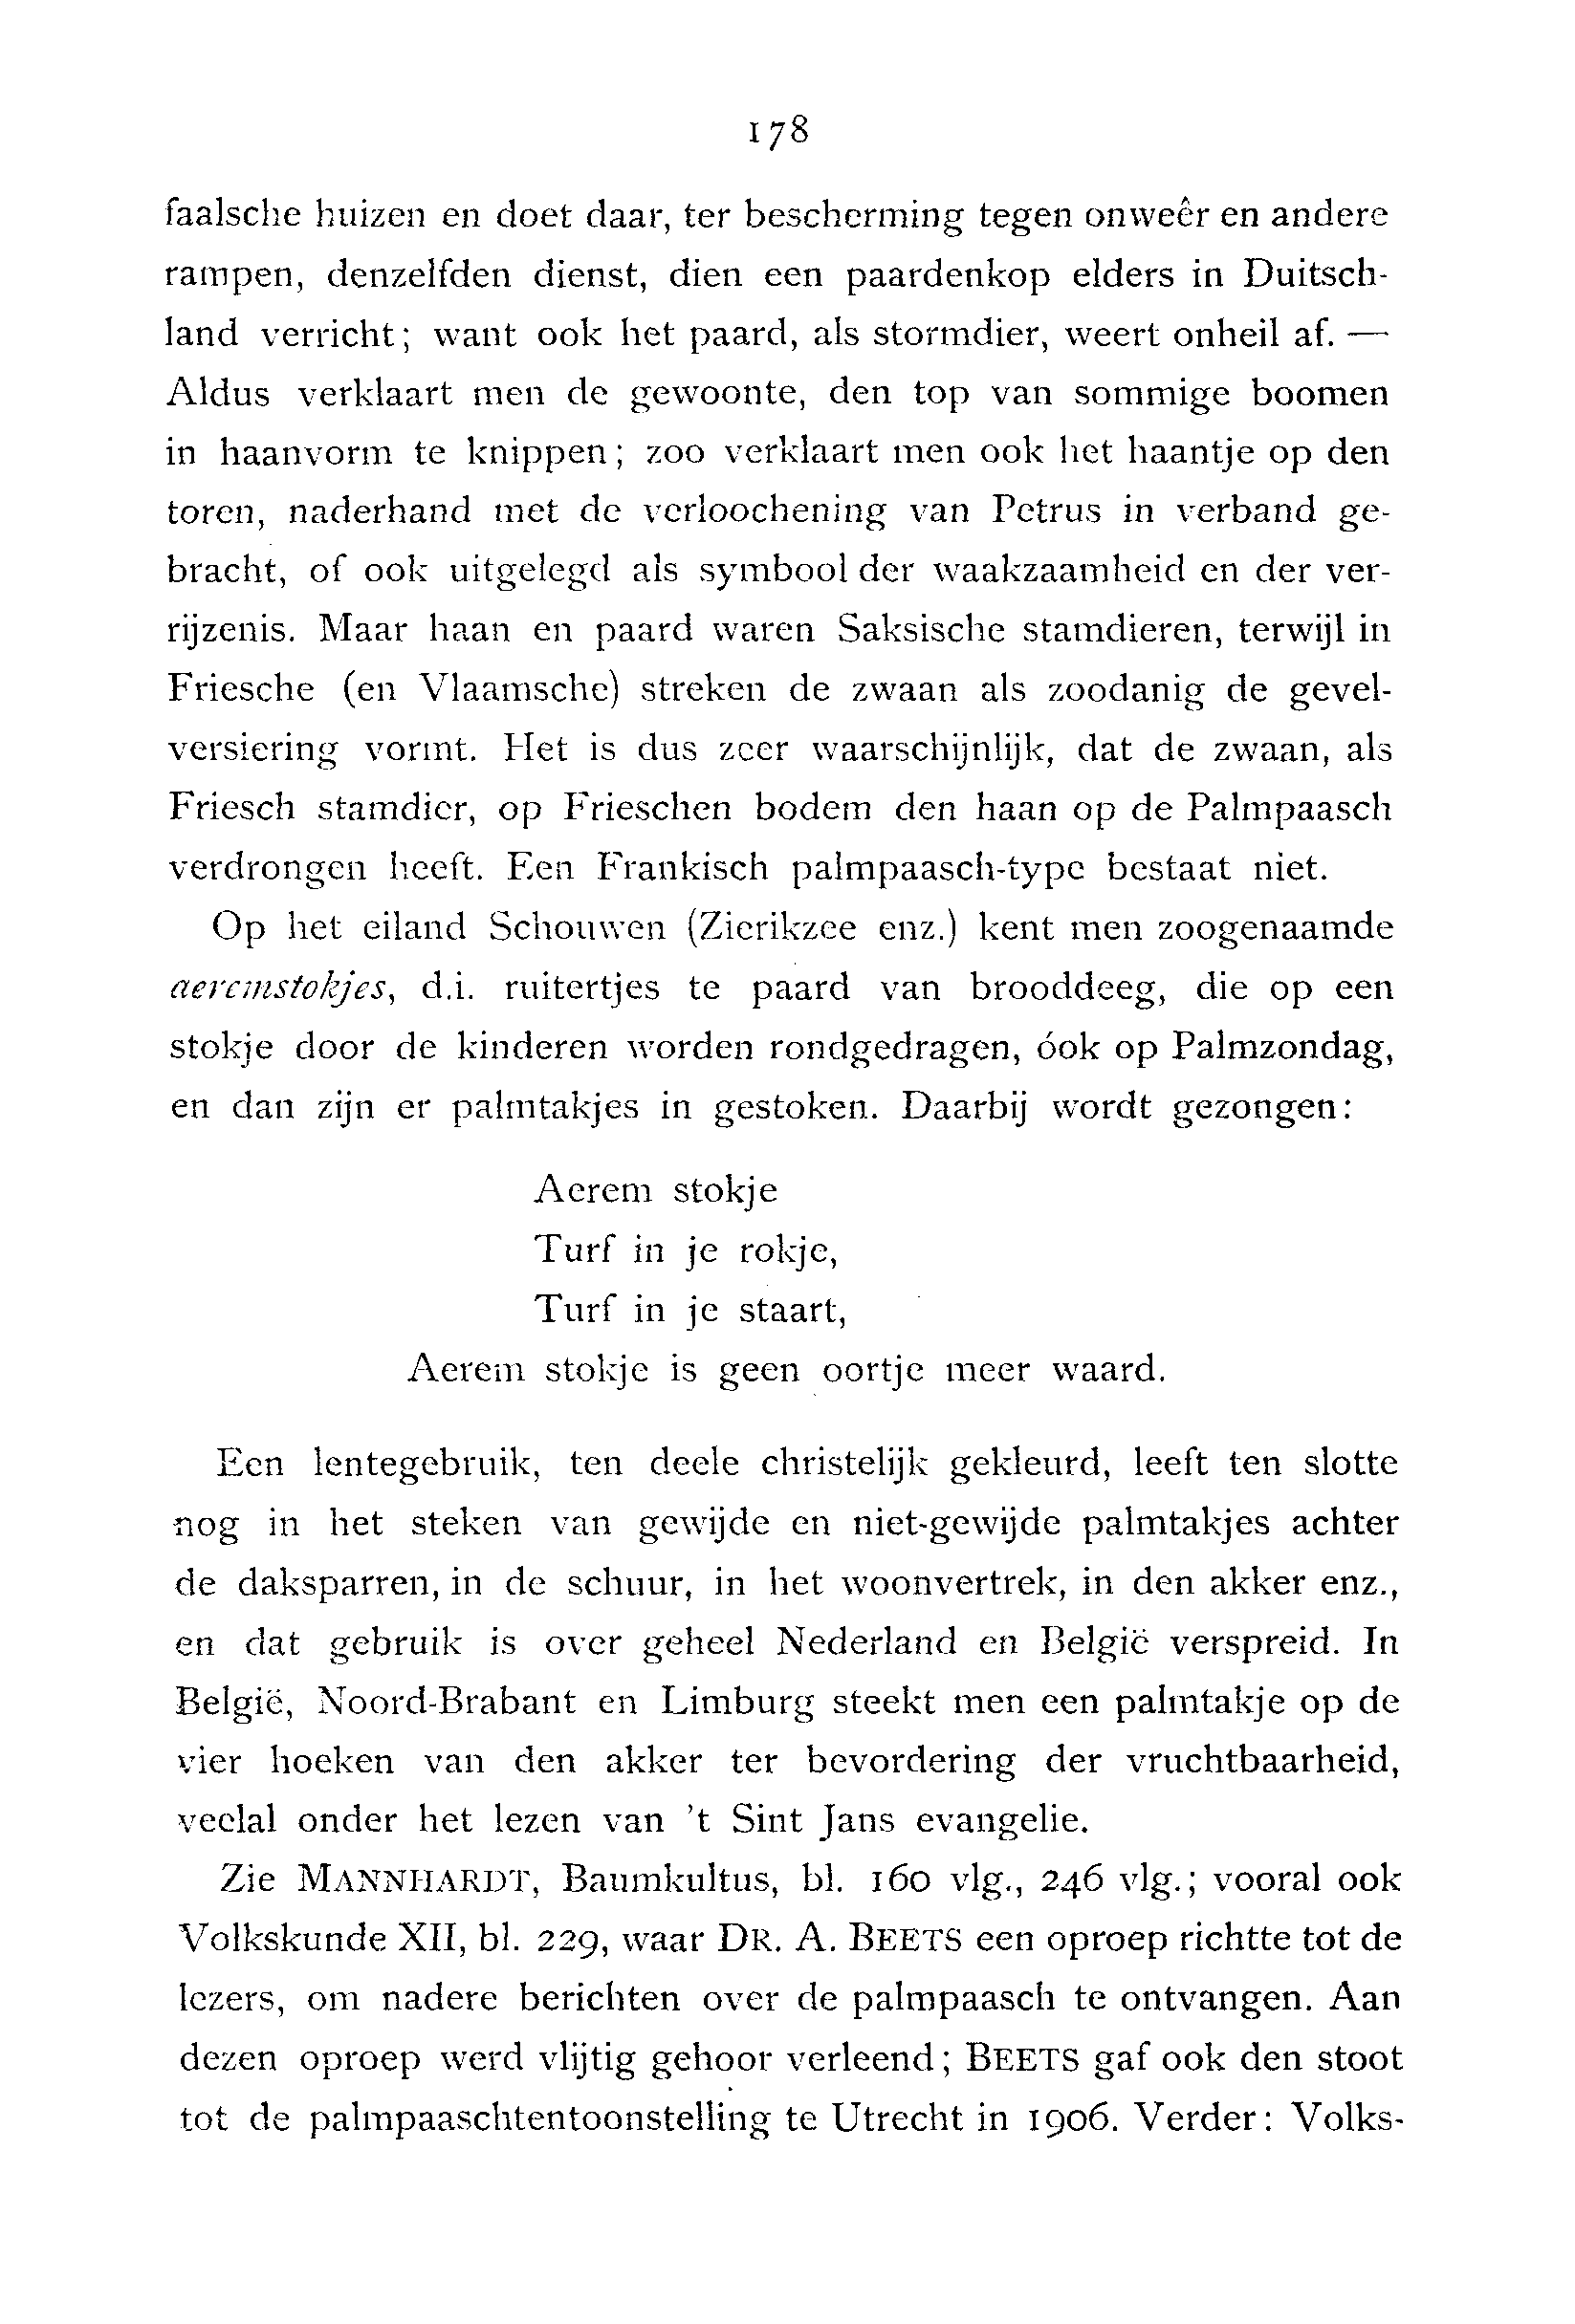 178
faalsche huizen en doet daar, ter bescherming tegen onweêr en andere
rampen, denzelfden dienst, dien een paardenkop elders in Duitsch-
land verricht; want ook het paard, als stormdier, weert onheil af. —
Aldus verklaart men de gewoonte, den top van sommige boomen
in haanvorm te knippen; zoo verklaart men ook het haantje op den
toren, naderhand met de verloochening van Petrus in verband ge-
bracht, of ook uitgelegd als symbool der waakzaamheid en der ver-
rijzenis. Maar haan en paard waren Saksische stamdieren, terwijl in
Friesche (en Vlaamsche) streken de zwaan als zoodanig de gevel-
versiering vormt. Het is dus zeer waarschijnlijk, dat de zwaan, als
Friesch stamdier, op Frieschen bodem den haan op de Palmpaasch
verdrongen heeft. Een Frankisch palmpaasch-type bestaat niet.
Op het eiland Schouwen (Zierikzee enz.) kent men zoogenaamde
aeremstokjes, d.i. ruitertjes te paard van brooddeeg, die op een
stokje door de kinderen worden rondgedragen, óok op Palmzondag,
en dan zijn er palmtakjes in gestoken. Daarbij wordt gezongen:
Aerem stokje
Turf in je rokje,
Turf in je staart,
Aerem stokje is geen oortje meer waard.
Een lentegebruik, ten deele christelijk gekleurd, leeft ten slotte
nog in het steken van gewijde en niet-gewijde palmtakjes achter
de daksparren, in de schuur, in het woonvertrek, in den akker enz.,
en dat gebruik is over geheel Nederland en België verspreid. In
België, Noord-Brabant en Limburg steekt men een palmtakje op de
vier hoeken van den akker ter bevordering der vruchtbaarheid,
veelal onder het lezen van 't Sint Jans evangelie.
Zie MANNHARDT, Baumkultus, bl. 160 vlg., 246 vlg.; vooral ook
Volkskunde XII, bl. 229, waar DR. A. BEETS een oproep richtte tot de
lezers, om nadere berichten over de palmpaasch te ontvangen. Aan
dezen oproep werd vlijtig gehoor verleend; BEETS gaf ook den stoot
tot de palmpaaschtentoonstelling te Utrecht in 1906. Verder: Volks-